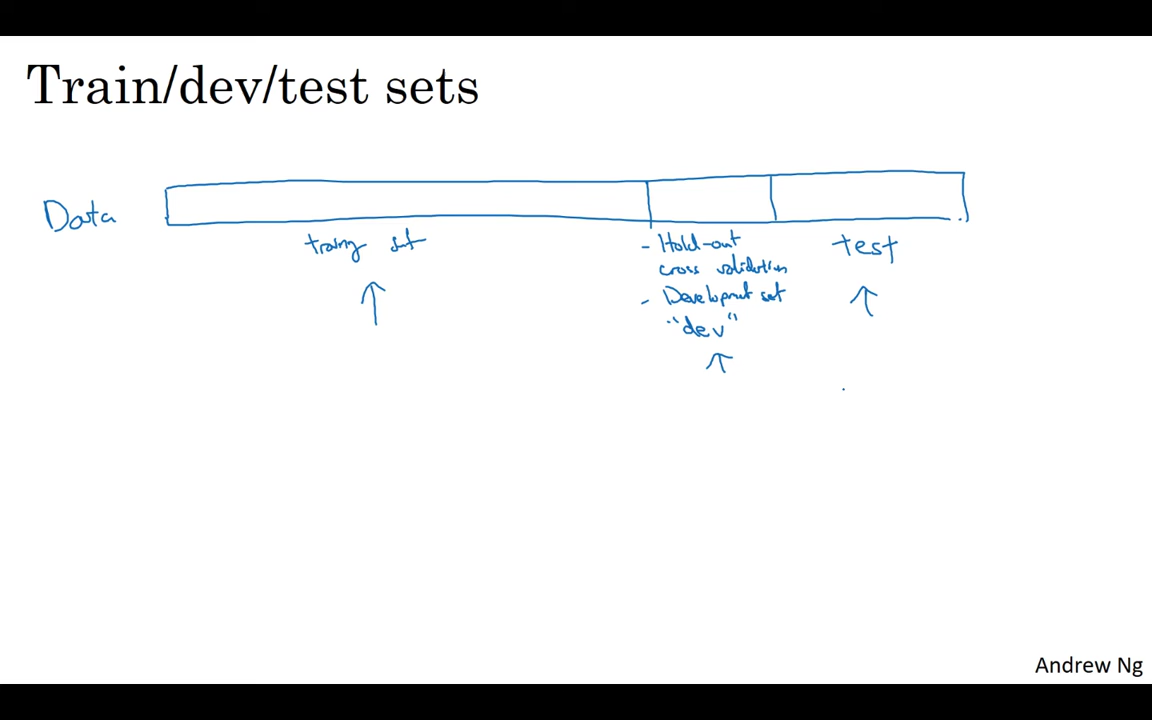 Train/dev/test sets
Data
training set
- Hold-out
cross validation
- Development set
"dev"
test
Andrew Ng